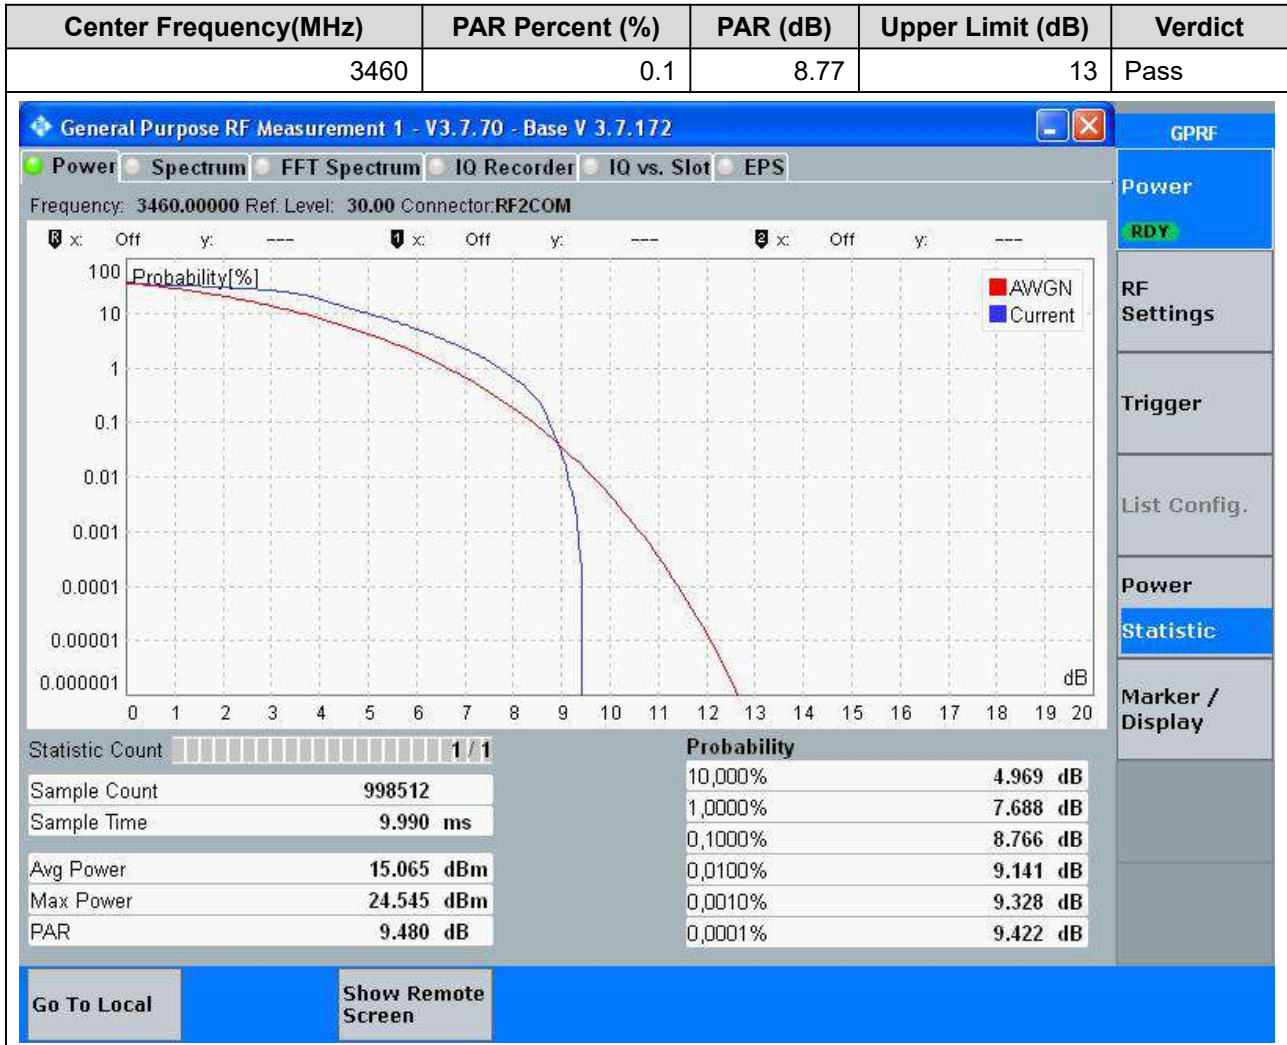 Center Frequency(MHz) PAR Percent (%) PAR (dB) Upper Limit (dB) Verdict
3460 0.1 8.77 13 Pass
General Purpose RF Measurement 1 - V3.7.70 - Base V 3.7.172
GPRF
Power Spectrum FFT Spectrum IQ Recorder IQ vs. Slot EPS
Power
RDY
Frequency: 3460.00000 Ref. Level: 30.00 Connector:RF2COM
R x: Off y: --- 1 x: Off y: --- 2 x: Off y: ---
Probability[%]
AWGN
Current
100
10
1
0.1
0.01
0.001
0.0001
0.00001
0.000001
dB
0 1 2 3 4 5 6 7 8 9 10 11 12 13 14 15 16 17 18 19 20
RF
Settings
Trigger
List Config.
Power
Statistic
Marker /
Display
Statistic Count 1 / 1
Sample Count 998512
Sample Time 9.990 ms
Avg Power 15.065 dBm
Max Power 24.545 dBm
PAR 9.480 dB
Probability
10,000% 4.969 dB
1,0000% 7.688 dB
0,1000% 8.766 dB
0,0100% 9.141 dB
0,0010% 9.328 dB
0,0001% 9.422 dB
Go To Local
Show Remote
Screen